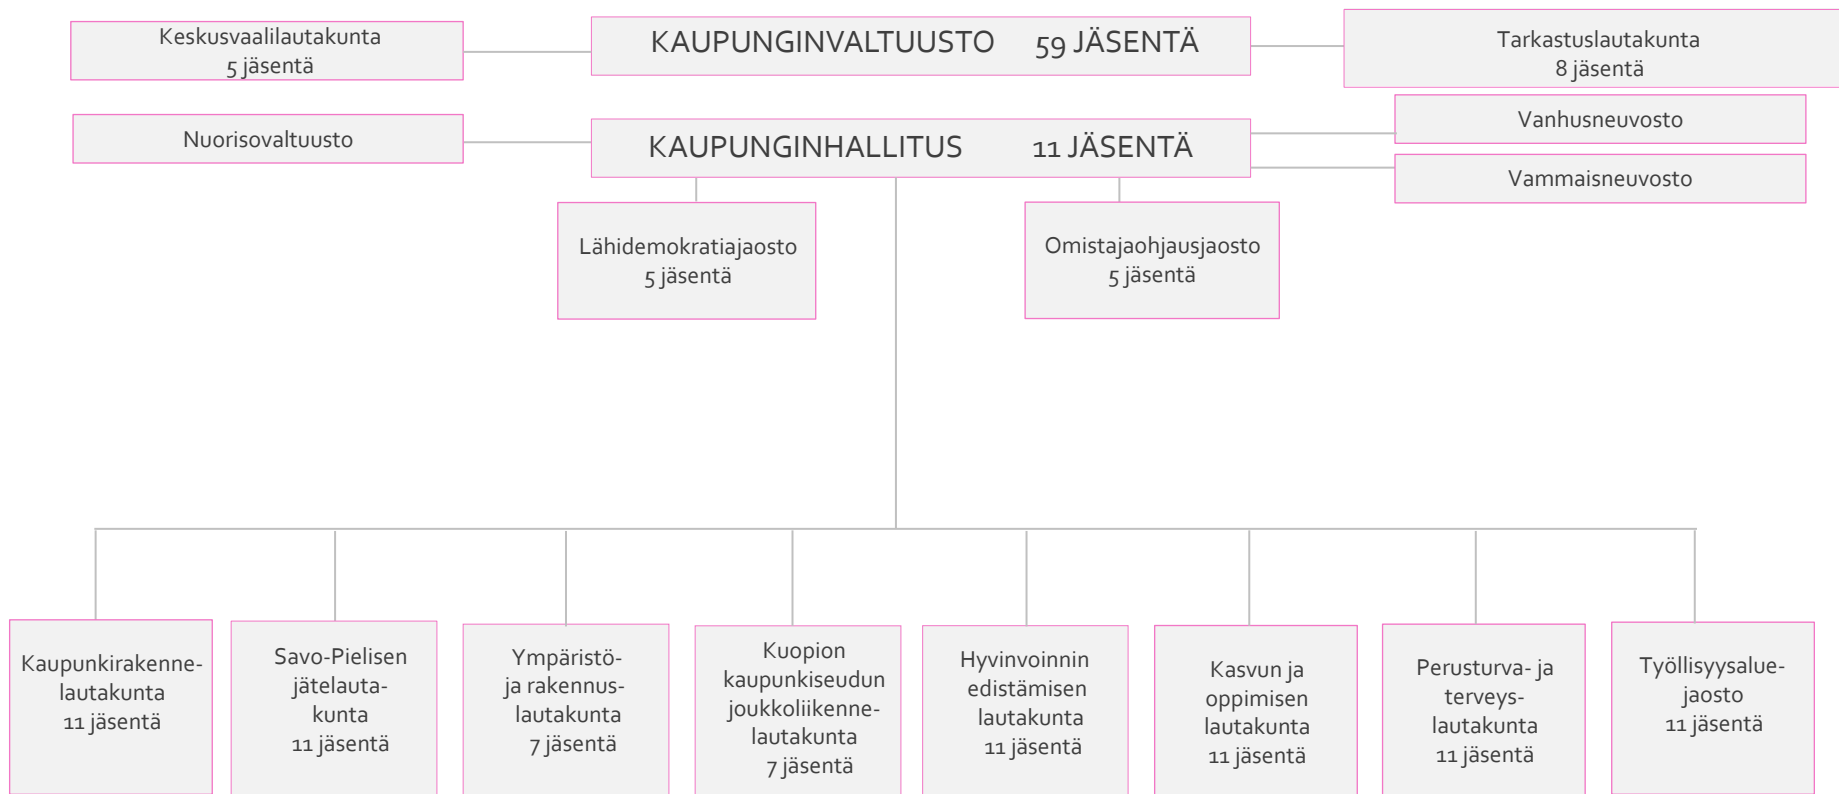 Keskusvaalilautakunta
5 jäsentä
KAUPUNGINVALTUUSTO 59 JÄSENTÄ
Tarkastuslautakunta
8 jäsentä
Nuorisovaltuusto
KAUPUNGINHALLITUS 11 JÄSENTÄ
Vanhusneuvosto
Vammaisneuvosto
Lähidemokratiajaosto
5 jäsentä
Omistajaohjausjaosto
5 jäsentä
Kaupunkirakenne-
lautakunta
11 jäsentä
Savo-Pielisen
jätelauta-
kunta
11 jäsentä
Ympäristö-
ja rakennus-
lautakunta
7 jäsentä
Kuopion
kaupunkiseudun
joukkoliikenne-
lautakunta
7 jäsentä
Hyvinvoinnin
edistämisen
lautakunta
11 jäsentä
Kasvun ja
oppimisen
lautakunta
11 jäsentä
Perusturva- ja
terveys-
lautakunta
11 jäsentä
Työllisyysalue-
jaosto
11 jäsentä